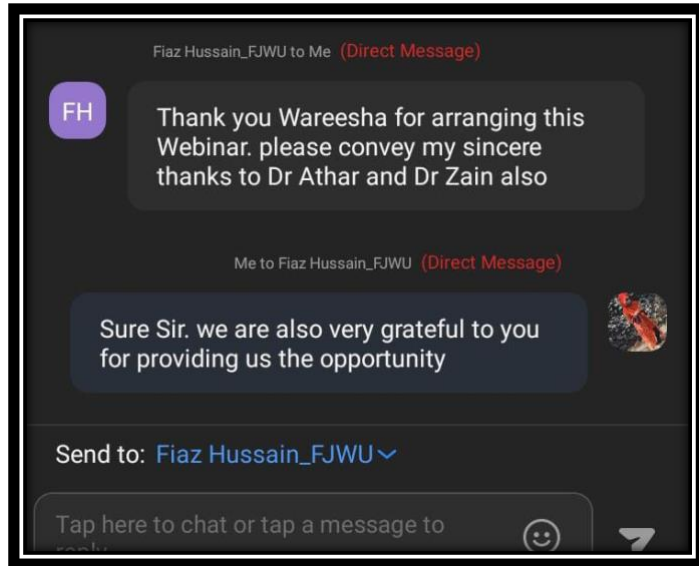 Fiaz Hussain_FJWU to Me (Direct Message)
FH
Thank you Wareesha for arranging this
Webinar. please convey my sincere
thanks to Dr Athar and Dr Zain also
Me to Fiaz Hussain_FJWU (Direct Message)
Sure Sir. we are also very grateful to you
for providing us the opportunity
Send to: Fiaz Hussain_FJWU
Tap here to chat or tap a message to
reply